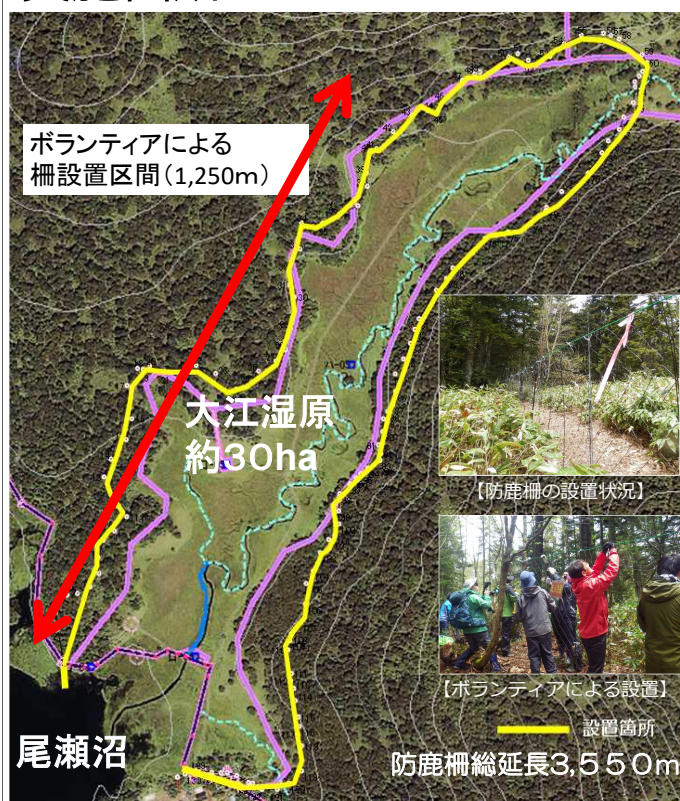 ボランティアによる
柵設置区間（1,250ｍ）
大江湿原
約30ha
【防鹿柵の設置状況】
【ボランティアによる設置】
設置箇所
尾瀬沼
防鹿柵総延長3,550ｍ